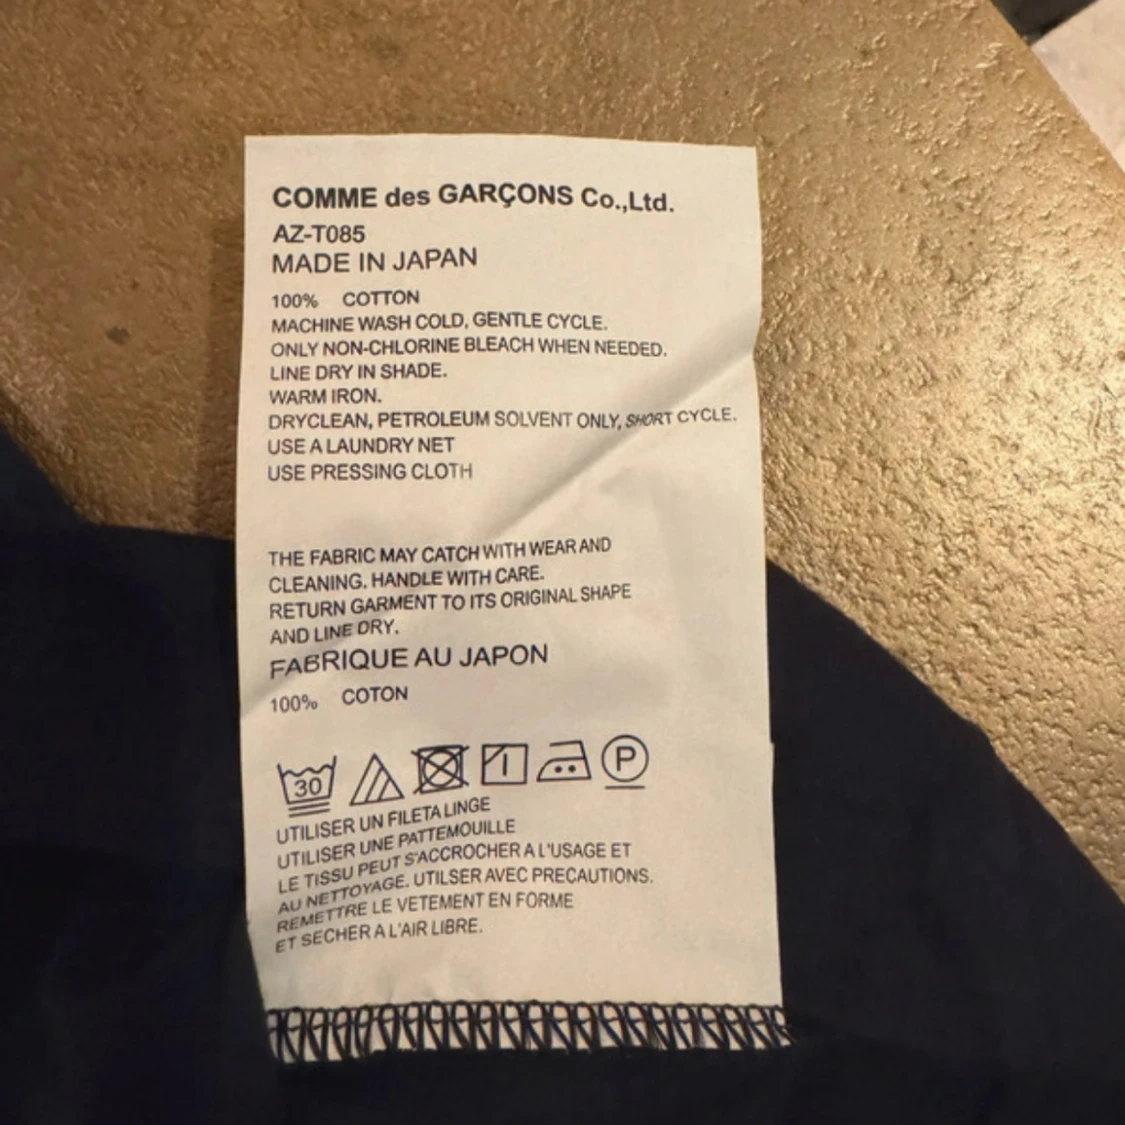 COMME des GARÇONS Co.,Ltd.
AZ-T085
MADE IN JAPAN
100% COTTON
MACHINE WASH COLD, GENTLE CYCLE.
ONLY NON-CHLORINE BLEACH WHEN NEEDED.
LINE DRY IN SHADE.
WARM IRON.
DRYCLEAN, PETROLEUM SOLVENT ONLY, SHORT CYCLE.
USE A LAUNDRY NET
USE PRESSING CLOTH
THE FABRIC MAY CATCH WITH WEAR AND
CLEANING. HANDLE WITH CARE.
RETURN GARMENT TO ITS ORIGINAL SHAPE
AND LINE DRY.
FABRIQUE AU JAPON
100% COTON
30 P
UTILISER UN FILET A LINGE
UTILISER UNE PATTEMOUILLE
LE TISSU PEUT S'ACCROCHER A L'USAGE ET
AU NETTOYAGE. UTILSER AVEC PRECAUTIONS.
REMETTRE LE VETEMENT EN FORME
ET SECHER A L'AIR LIBRE.